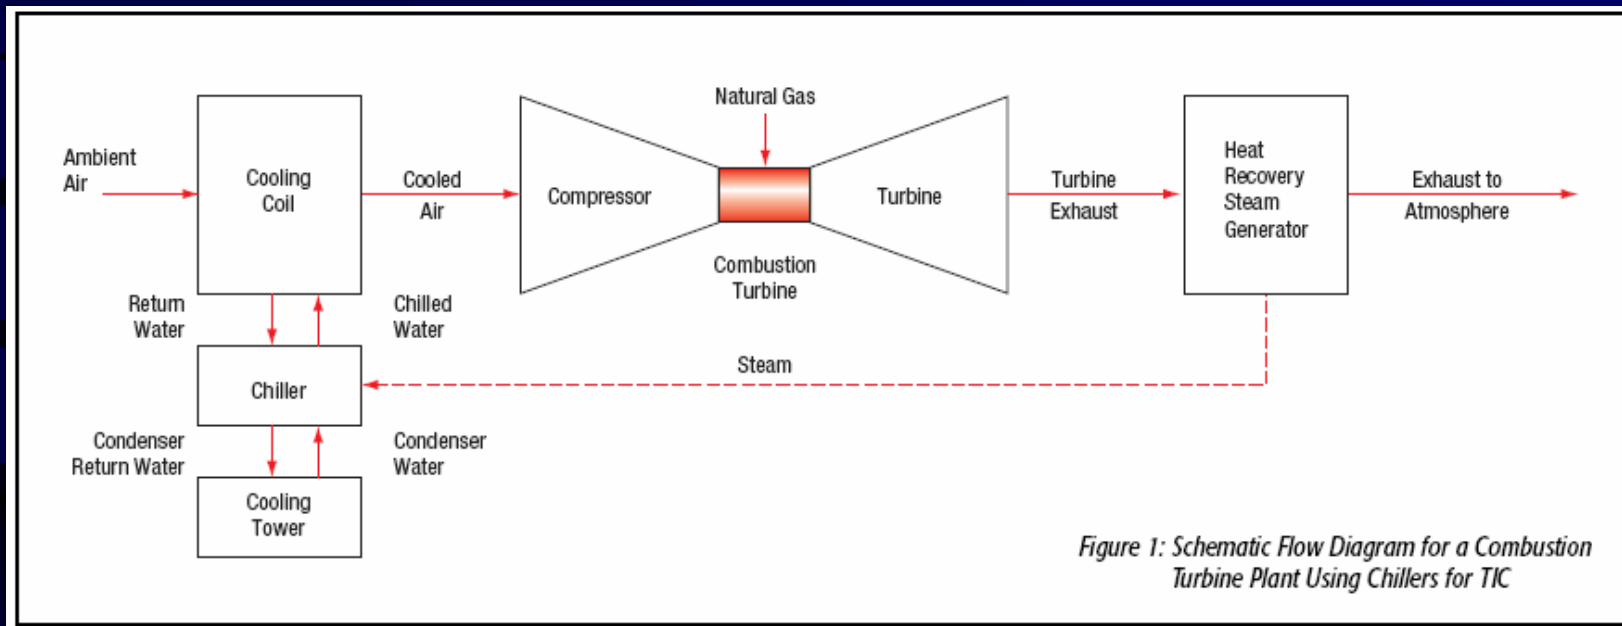 Ambient
Air
Cooling
Coil
Cooled
Air
Compressor
Natural Gas
Combustion
Turbine
Turbine
Turbine
Exhaust
Heat
Recovery
Steam
Generator
Exhaust to
Atmosphere
Return
Water
Chilled
Water
Chiller
Steam
Condenser
Return Water
Condenser
Water
Cooling
Tower
Figure 1: Schematic Flow Diagram for a Combustion
Turbine Plant Using Chillers for TIC